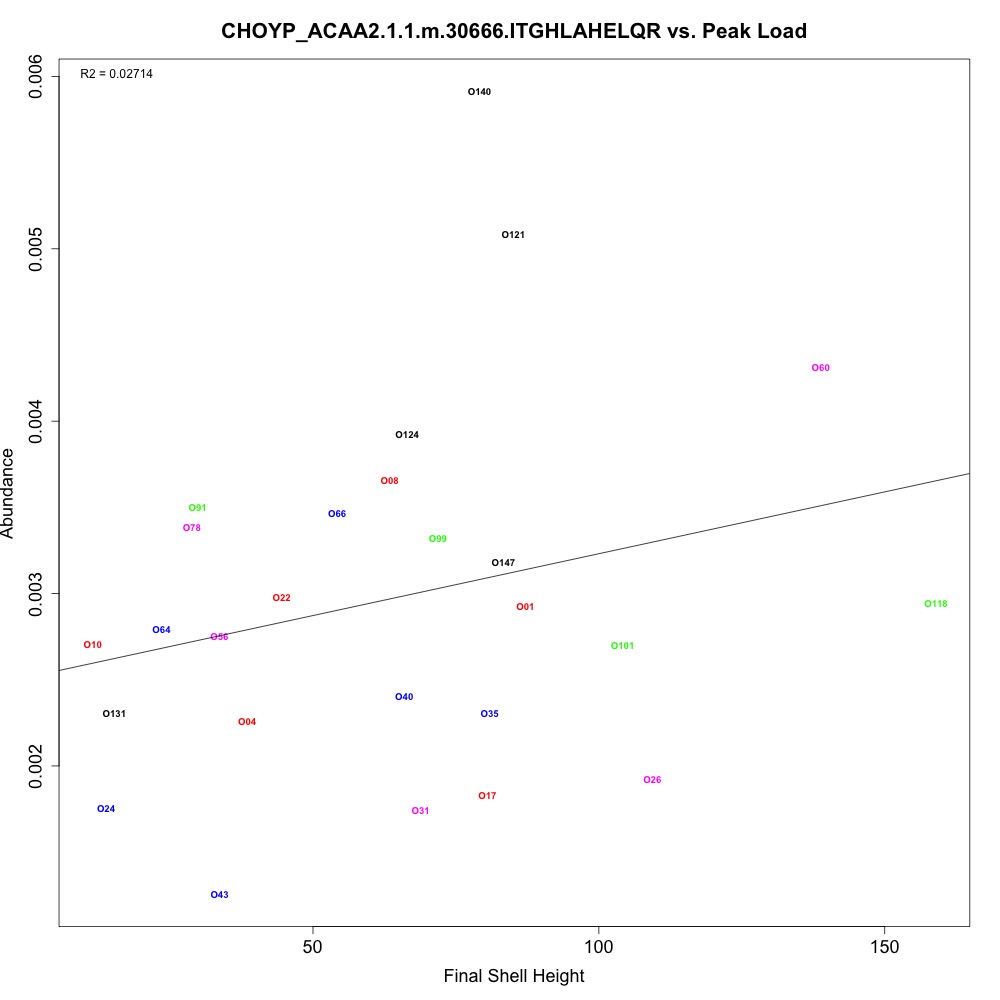 CHOYP_ACAA2.1.1.m.30666.ITGHLAHELQR vs. Peak Load
R2 = 0.02714
O140
O121
O60
O124
O08
O91
O66
O78
O99
O147
O22
O118
O01
O64
O56
O10
O101
O40
O131
O35
O04
O26
O17
O24
O31
O43
0.006
0.005
0.004
0.003
0.002
Abundance
50 100 150
Final Shell Height